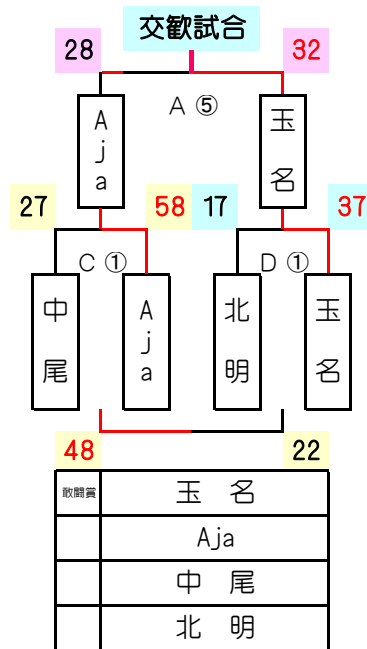 交歓試合
28 32
A ⑤
Aja 玉名
27 58 17 37
C ① D ①
中尾 Aja 北明 玉名
48 22
敢闘賞 玉 名
Aja
中 尾
北 明